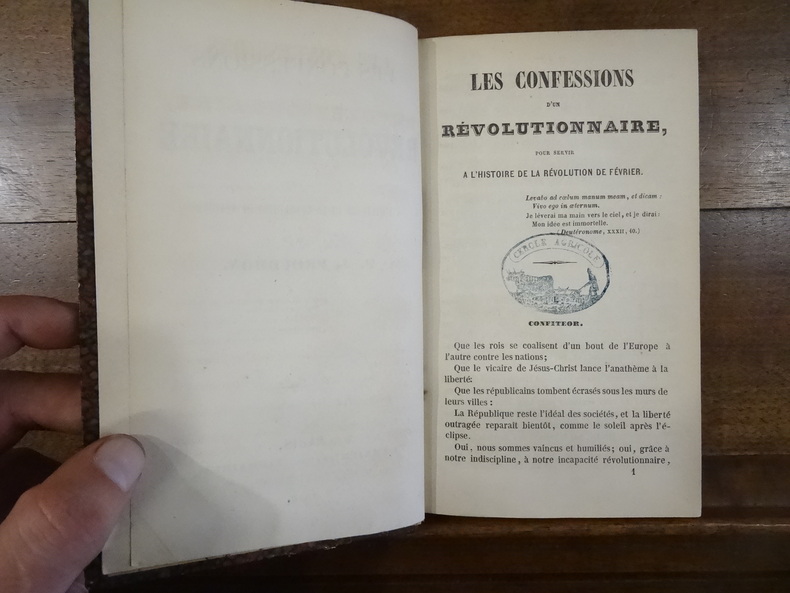 LES CONFESSIONS
D'UN
RÉVOLUTIONNAIRE,
POUR SERVIR
A L'HISTOIRE DE LA RÉVOLUTION DE FÉVRIER.
Levabo ad cœlum manum meam, et dicam :
Vivo ego in æternum.
Je lèverai ma main vers le ciel, et je dirai :
Mon idée est immortelle.
(Deutéronome, XXXII, 40.)
CERCLE AGRICOLE
CONFITEOR.
Que les rois se coalisent d'un bout de l'Europe à
l'autre contre les nations;
Que le vicaire de Jésus-Christ lance l'anathème à la
liberté:
Que les républicains tombent écrasés sous les murs de
leurs villes :
La République reste l'idéal des sociétés, et la liberté
outragée reparaît bientôt, comme le soleil après l'é-
clipse.
Oui, nous sommes vaincus et humiliés; oui, grâce à
notre indiscipline, à notre incapacité révolutionnaire,
1